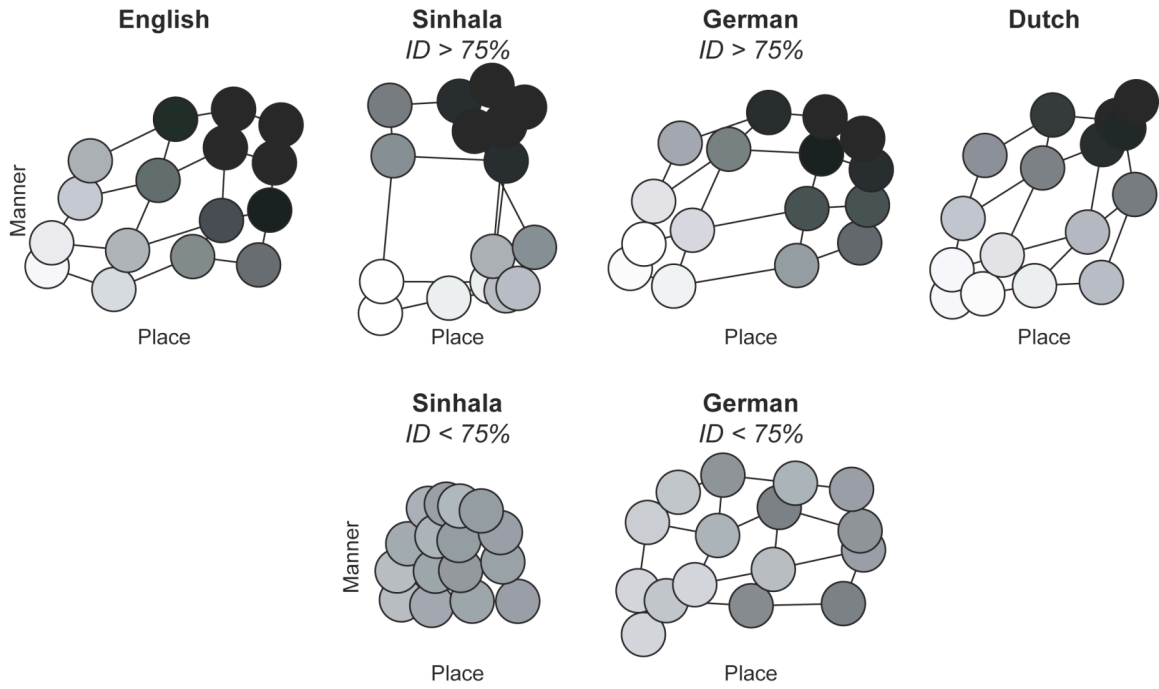 English
Sinhala
ID > 75%
German
ID > 75%
Dutch
Manner
Place
Place
Place
Place
Sinhala
ID < 75%
German
ID < 75%
Manner
Place
Place